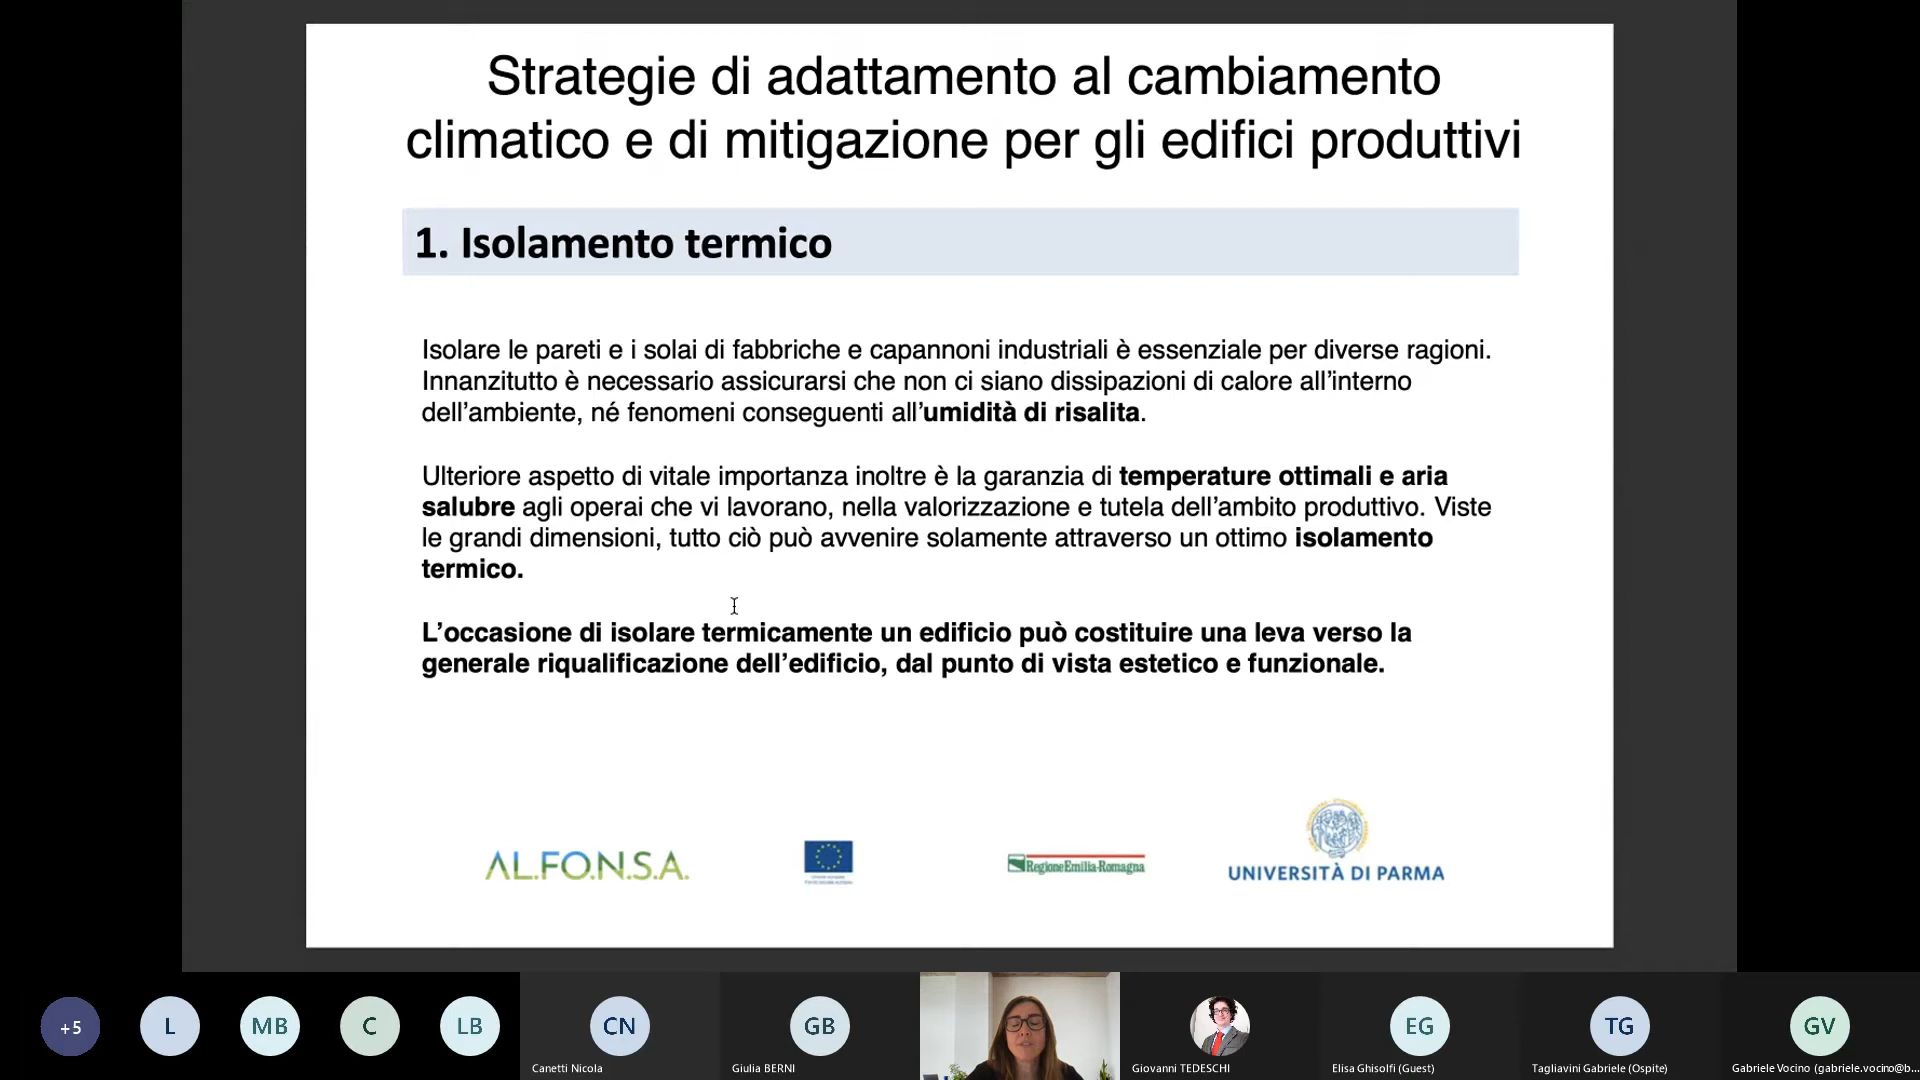 Strategie di adattamento al cambiamento
climatico e di mitigazione per gli edifici produttivi
1. Isolamento termico
Isolare le pareti e i solai di fabbriche e capannoni industriali è essenziale per diverse ragioni.
Innanzitutto è necessario assicurarsi che non ci siano dissipazioni di calore all’interno
dell’ambiente, né fenomeni conseguenti all’umidità di risalita.
Ulteriore aspetto di vitale importanza inoltre è la garanzia di temperature ottimali e aria
salubre agli operai che vi lavorano, nella valorizzazione e tutela dell’ambito produttivo. Viste
le grandi dimensioni, tutto ciò può avvenire solamente attraverso un ottimo isolamento
termico.
L’occasione di isolare termicamente un edificio può costituire una leva verso la
generale riqualificazione dell’edificio, dal punto di vista estetico e funzionale.
AL.FO.N.S.A.
RegioneEmilia-Romagna
UNIVERSITÀ DI PARMA
+5
L
MB
C
LB
CN
GB
EG
TG
GV
Canetti Nicola
Giulia BERNI
Giovanni TEDESCHI
Elisa Ghisolfi (Guest)
Tagliavini Gabriele (Ospite)
Gabriele Vocino (gabriele.vocino@b...